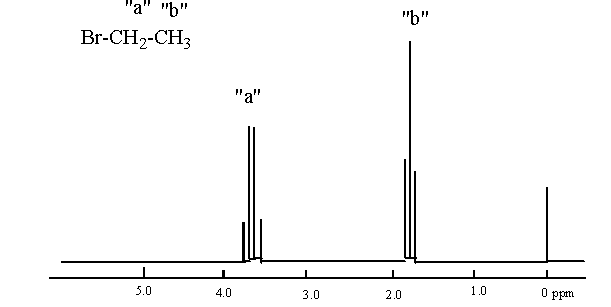 "a" "b"
Br-CH₂-CH₃
"b"
"a"
5.0 4.0 3.0 2.0 1.0 0 ppm